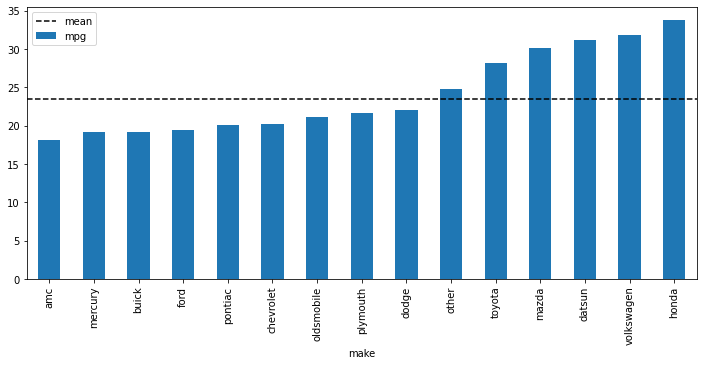 mean
mpg
35
30
25
20
15
10
5
0
amc
mercury
buick
ford
pontiac
chevrolet
oldsmobile
plymouth
dodge
other
toyota
mazda
datsun
volkswagen
honda
make